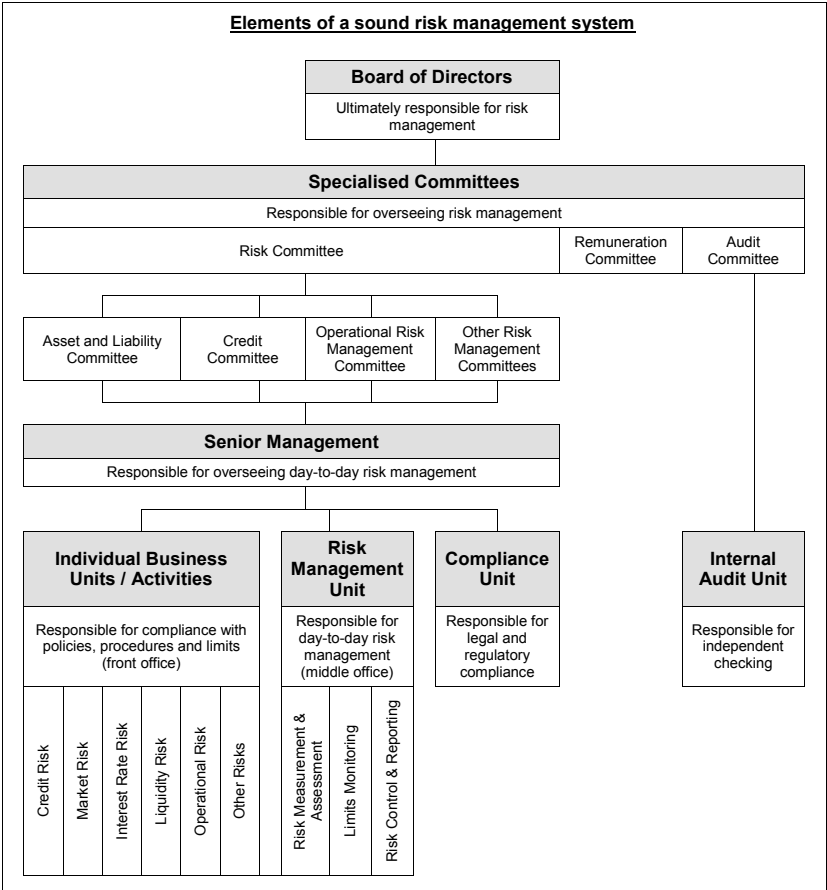 Elements of a sound risk management system
Board of Directors
Ultimately responsible for risk
management
Specialised Committees
Responsible for overseeing risk management
Risk Committee
Remuneration
Committee
Audit
Committee
Asset and Liability
Committee
Credit
Committee
Operational Risk
Management
Committee
Other Risk
Management
Committees
Senior Management
Responsible for overseeing day-to-day risk management
Individual Business
Units / Activities
Responsible for compliance with
policies, procedures and limits
(front office)
Credit Risk
Market Risk
Interest Rate Risk
Liquidity Risk
Operational Risk
Other Risks
Risk
Management
Unit
Responsible for
day-to-day risk
management
(middle office)
Risk Measurement &
Assessment
Limits Monitoring
Risk Control & Reporting
Compliance
Unit
Responsible for
legal and
regulatory
compliance
Internal
Audit Unit
Responsible for
independent
checking